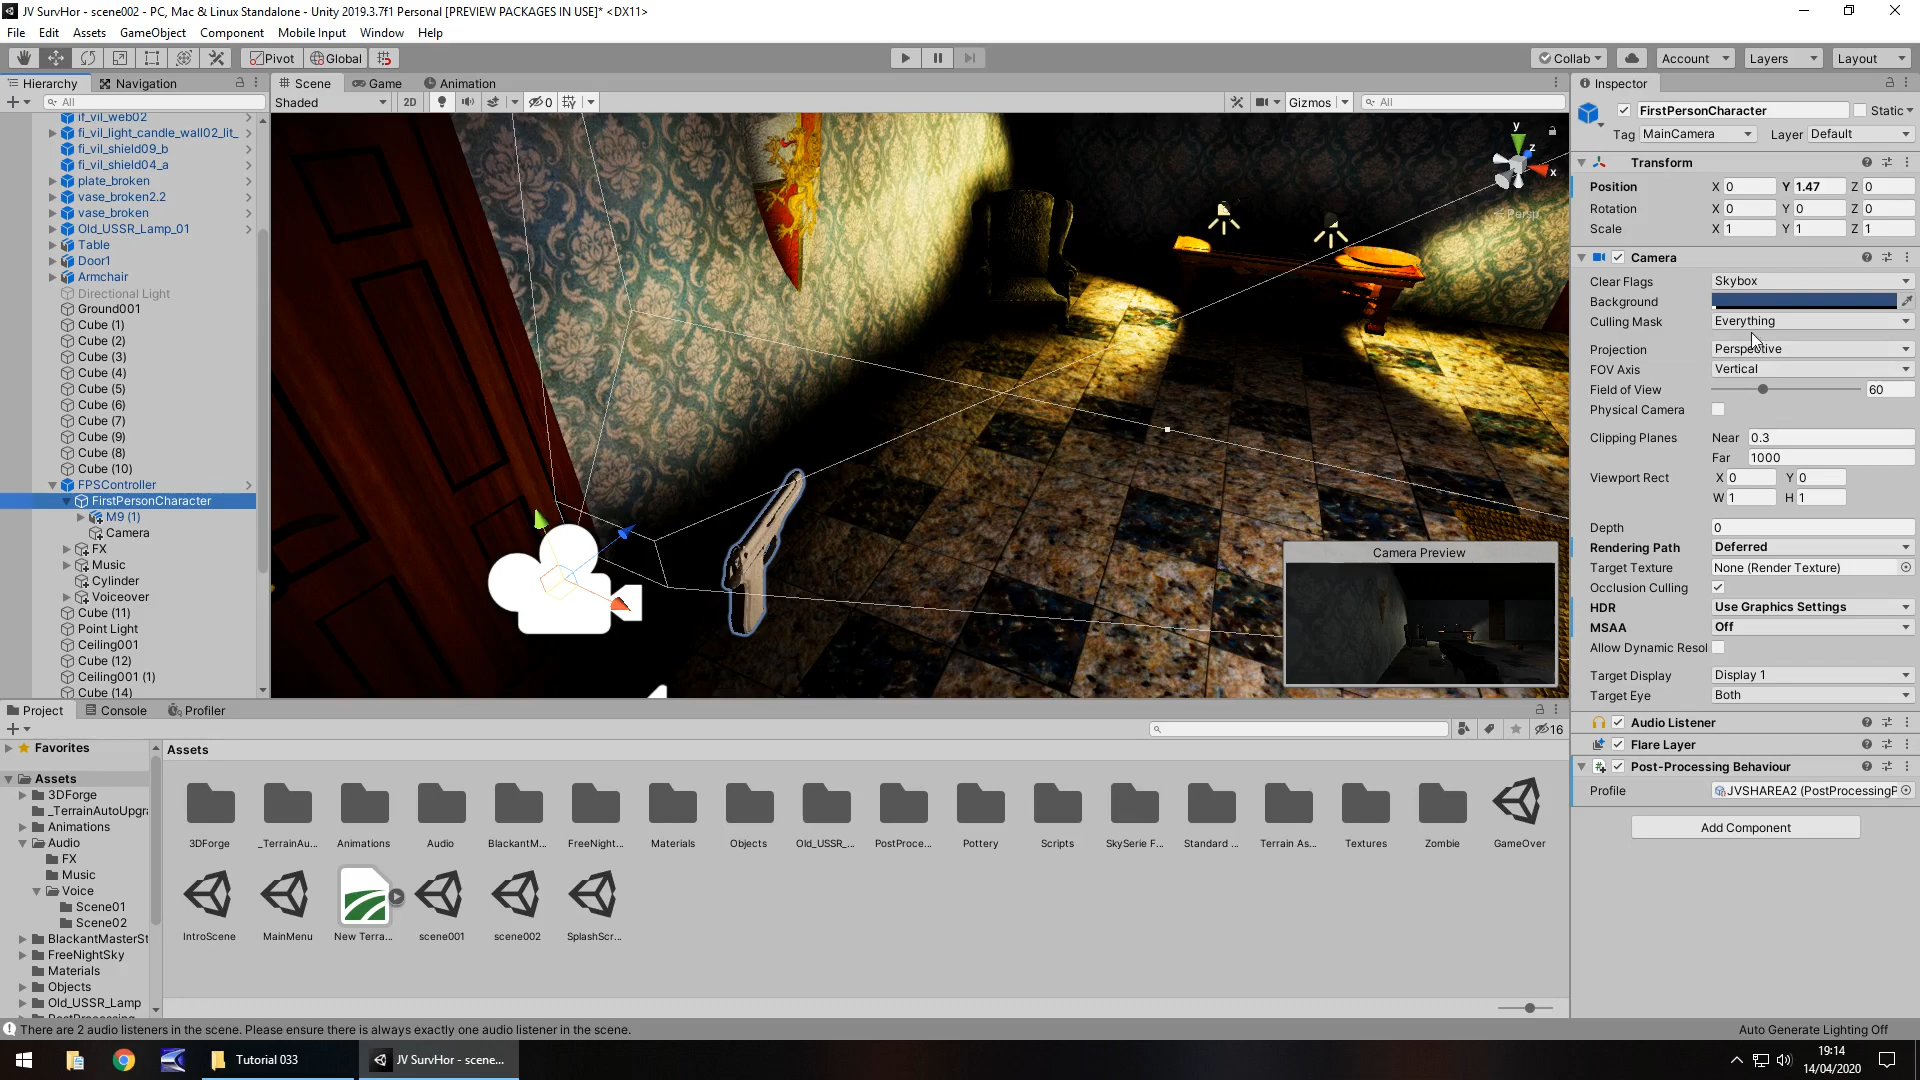 JV SurvHor - scene002 - PC, Mac & Linux Standalone - Unity 2019.3.7f1 Personal [PREVIEW PACKAGES IN USE]* <DX11>
File Edit Assets GameObject Component Mobile Input Window Help
Pivot Global Collab Account Layers Layout
Hierarchy Navigation Scene Game Animation Inspector
All Shaded 2D 0 Gizmos All
if_vil_web02
fi_vil_light_candle_wall02_lit_
fi_vil_shield09_b
fi_vil_shield04_a
plate_broken
vase_broken2.2
vase_broken
Old_USSR_Lamp_01
Table
Door1
Armchair
Directional Light
Ground001
Cube (1)
Cube (2)
Cube (3)
Cube (4)
Cube (5)
Cube (6)
Cube (7)
Cube (9)
Cube (8)
Cube (10)
FPSController
FirstPersonCharacter
M9 (1)
Camera
FX
Music
Cylinder
Voiceover
Cube (11)
Point Light
Ceiling001
Cube (12)
Ceiling001 (1)
Cube (14)
y
z
x
Persp
Camera Preview
FirstPersonCharacter Static
Tag MainCamera Layer Default
Transform
Position X 0 Y 1.47 Z 0
Rotation X 0 Y 0 Z 0
Scale X 1 Y 1 Z 1
Camera
Clear Flags Skybox
Background
Culling Mask Everything
Projection Perspective
FOV Axis Vertical
Field of View 60
Physical Camera
Clipping Planes Near 0.3
Far 1000
Viewport Rect X 0 Y 0
W 1 H 1
Depth 0
Rendering Path Deferred
Target Texture None (Render Texture)
Occlusion Culling
HDR Use Graphics Settings
MSAA Off
Allow Dynamic Resol
Target Display Display 1
Target Eye Both
Audio Listener
Flare Layer
Post-Processing Behaviour
Profile JVSHAREA2 (PostProcessingP
Add Component
Project Console Profiler
16
Favorites
Assets
3DForge
_TerrainAutoUpgra
Animations
Audio
FX
Music
Voice
Scene01
Scene02
BlackantMasterSt
FreeNightSky
Materials
Objects
Old_USSR_Lamp
Assets
3DForge _TerrainAu... Animations Audio BlackantM... FreeNight... Materials Objects Old_USSR_... PostProce... Pottery Scripts SkySerie F... Standard ... Terrain As... Textures Zombie GameOver
IntroScene MainMenu New Terra... scene001 scene002 SplashScr...
There are 2 audio listeners in the scene. Please ensure there is always exactly one audio listener in the scene.
Auto Generate Lighting Off
Tutorial 033 JV SurvHor - scene...
19:14
14/04/2020